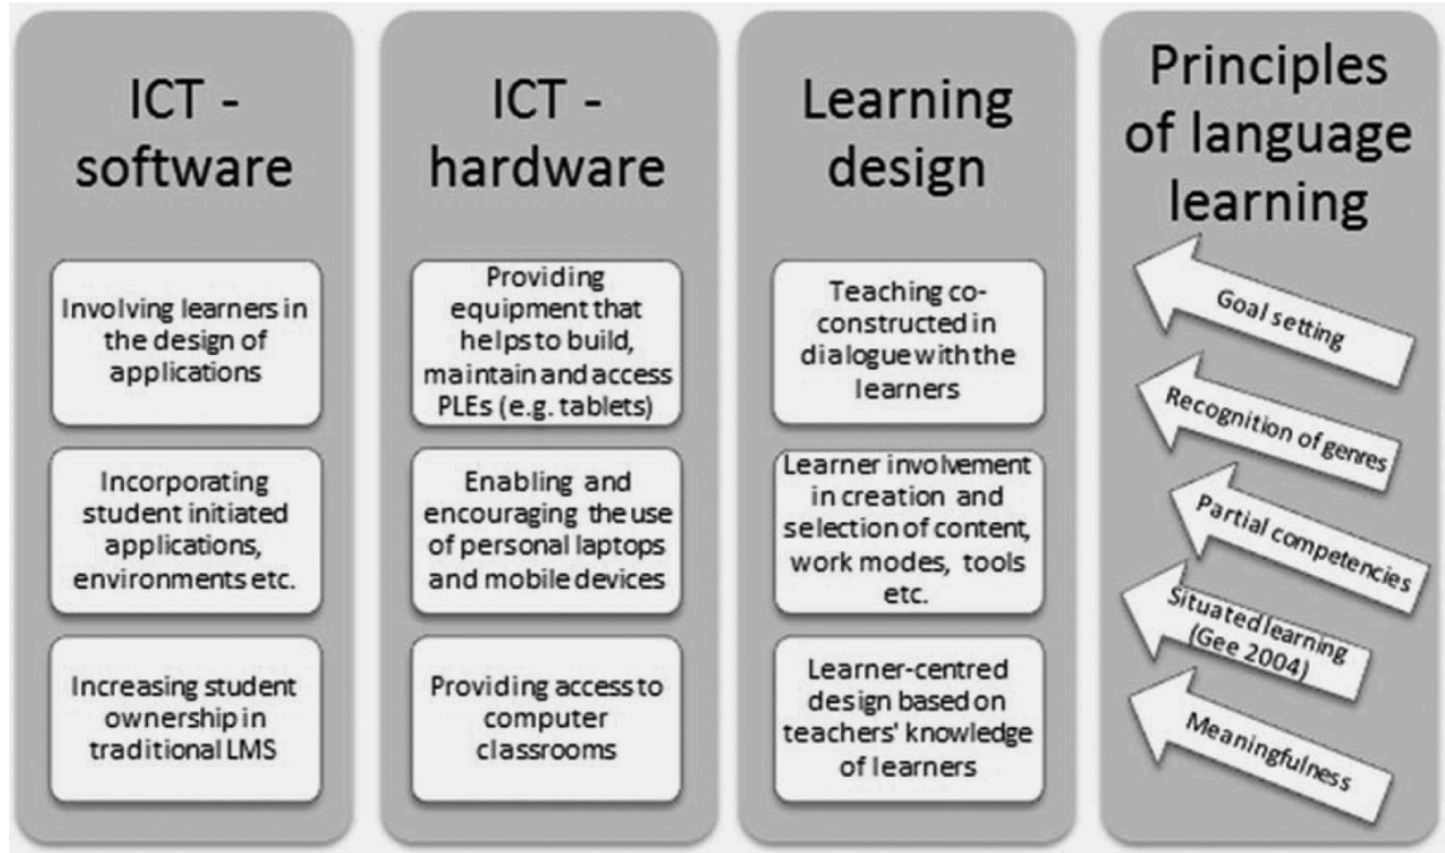 ICT -
software
Involving learners in
the design of
applications
Incorporating
student initiated
applications,
environments etc.
Increasing student
ownership in
traditional LMS
ICT -
hardware
Providing
equipment that
helps to build,
maintain and access
PLEs (e.g. tablets)
Enabling and
encouraging the use
of personal laptops
and mobile devices
Providing access to
computer
classrooms
Learning
design
Teaching co-
constructed in
dialogue with the
learners
Learner involvement
in creation and
selection of content,
work modes, tools
etc.
Learner-centred
design based on
teachers' knowledge
of learners
Principles
of language
learning
Goal setting
Recognition of genres
Partial competencies
Situated learning
(Gee 2004)
Meaningfulness